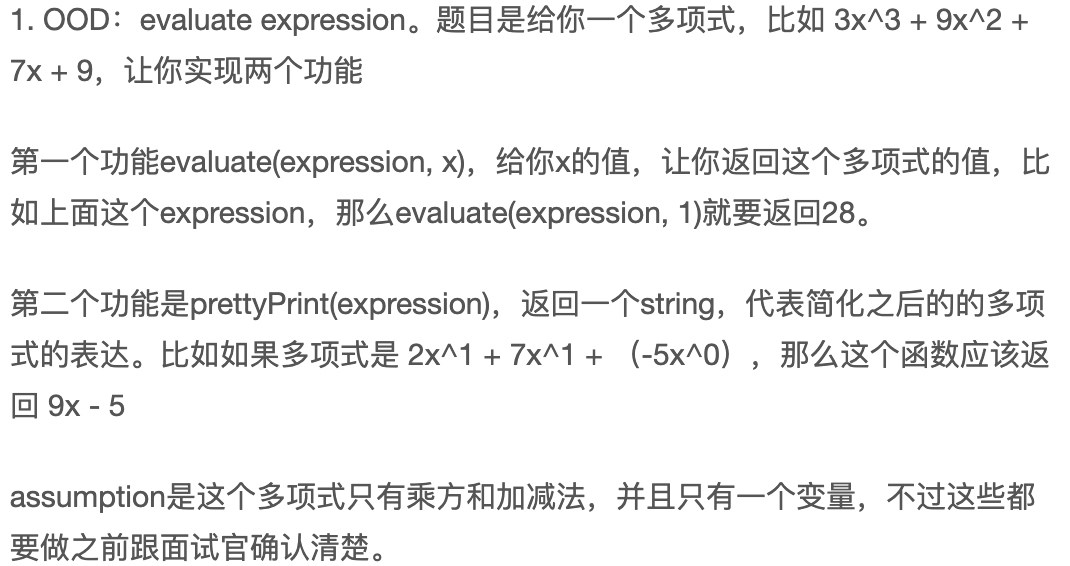 1. OOD：evaluate expression。题目是给你一个多项式，比如 3x^3 + 9x^2 +
7x + 9，让你实现两个功能
第一个功能evaluate(expression, x)，给你x的值，让你返回这个多项式的值，比
如上面这个expression，那么evaluate(expression, 1)就要返回28。
第二个功能是prettyPrint(expression)，返回一个string，代表简化之后的的多项
式的表达。比如如果多项式是 2x^1 + 7x^1 + （-5x^0），那么这个函数应该返
回 9x - 5
assumption是这个多项式只有乘方和加减法，并且只有一个变量，不过这些都
要做之前跟面试官确认清楚。